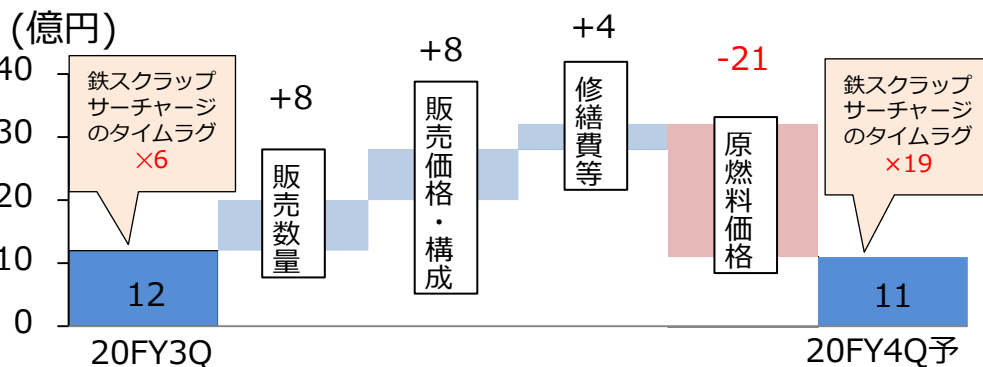 (億円)
40
30
20
10
0
鉄スクラップ
サーチャージ
のタイムラグ
×6
12
20FY3Q
+8
販売数量
+8
販売価格・構成
+4
修繕費等
-21
原燃料価格
鉄スクラップ
サーチャージ
のタイムラグ
×19
11
20FY4Q予